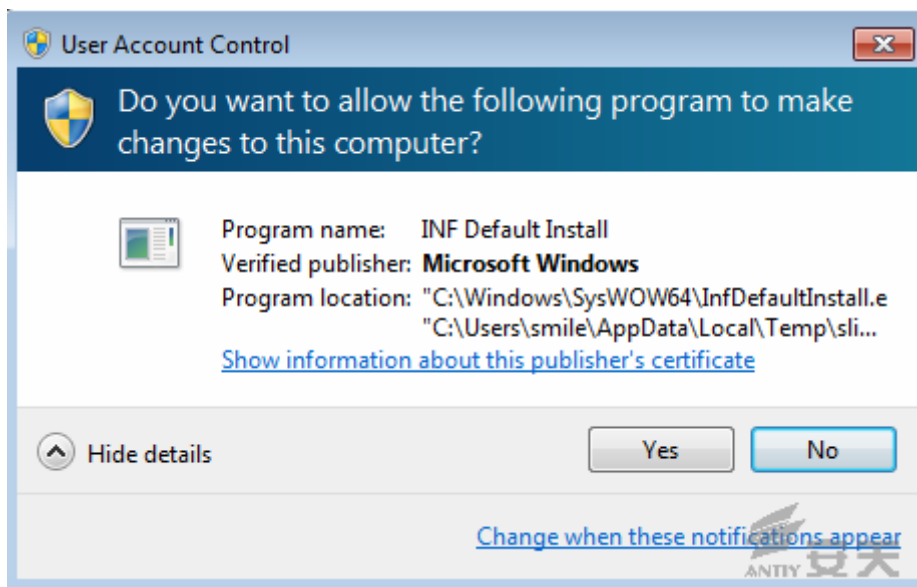 User Account Control
Do you want to allow the following program to make
changes to this computer?
Program name: INF Default Install
Verified publisher: Microsoft Windows
Program location: "C:\Windows\SysWOW64\InfDefaultInstall.e
"C:\Users\smile\AppData\Local\Temp\sli...
Show information about this publisher's certificate
Hide details
Yes
No
Change when these notifications appear
ANTIY 安天